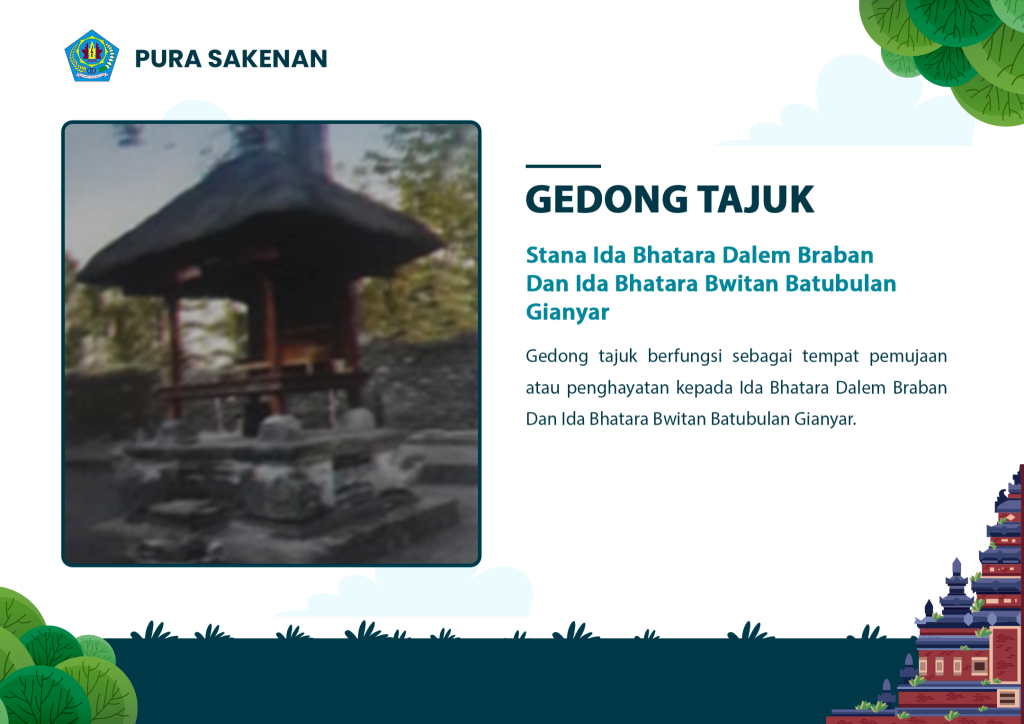 PURA SAKENAN
GEDONG TAJUK
Stana Ida Bhatara Dalem Braban
Dan Ida Bhatara Bwitan Batubulan
Gianyar
Gedong tajuk berfungsi sebagai tempat pemujaan
atau penghayatan kepada Ida Bhatara Dalem Braban
Dan Ida Bhatara Bwitan Batubulan Gianyar.